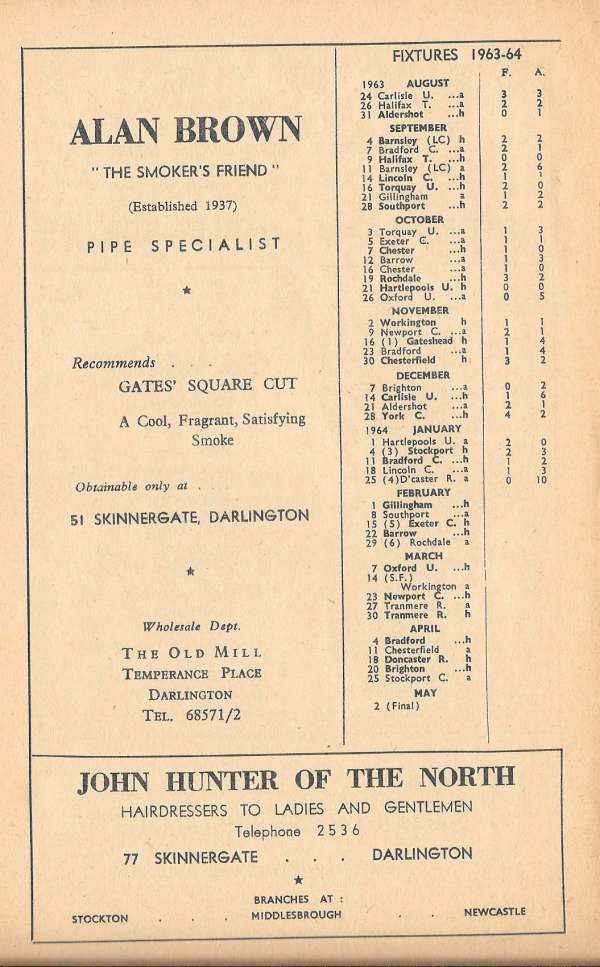 ALAN BROWN
"THE SMOKER'S FRIEND"
(Established 1937)
PIPE SPECIALIST
★
Recommends . . .
GATES' SQUARE CUT
A Cool, Fragrant, Satisfying
Smoke
Obtainable only at .
51 SKINNERGATE, DARLINGTON
★
Wholesale Dept.
THE OLD MILL
TEMPERANCE PLACE
DARLINGTON
TEL. 68571/2
FIXTURES 1963-64
F. A.
1963 AUGUST
24 Carlisle U. ...a 3 3
26 Halifax T. ...a 2 2
31 Aldershot ...h 0 1
SEPTEMBER
4 Barnsley (LC) h 2 2
7 Bradford C. ...a 2 1
9 Halifax T. ...h 0 0
11 Barnsley (LC) a 2 6
14 Lincoln C. ...h 1 1
16 Torquay U. ...h 2 0
21 Gillingham a 1 2
28 Southport ...h 2 2
OCTOBER
3 Torquay U. ...a 1 3
5 Exeter C. ...a 1 1
7 Chester ...h 1 0
12 Barrow ...a 1 3
16 Chester ...a 1 0
19 Rochdale ...h 3 2
21 Hartlepools U. h 0 0
26 Oxford U. ...a 0 5
NOVEMBER
2 Workington h 1 1
9 Newport C. ...a 2 1
16 (1) Gateshead h 1 4
23 Bradford ...a 1 4
30 Chesterfield h 3 2
DECEMBER
7 Brighton ...a 0 2
14 Carlisle U. ...h 1 6
21 Aldershot ...a 2 1
28 York C. ...h 4 2
1964 JANUARY
1 Hartlepools U. a 2 0
4 (3) Stockport h 2 3
11 Bradford C. ...h 1 2
18 Lincoln C. ...a 1 3
25 (4)D'caster R. a 0 10
FEBRUARY
1 Gillingham ...h
8 Southport ...a
15 (5) Exeter C. h
22 Barrow ...h
29 (6) Rochdale a
MARCH
7 Oxford U. ...h
14 (S.F.)
Workington a
23 Newport C. ...h
27 Tranmere R. a
30 Tranmere R. h
APRIL
4 Bradford ...h
11 Chesterfield a
18 Doncaster R. h
20 Brighton ...h
25 Stockport C. a
MAY
2 (Final)
JOHN HUNTER OF THE NORTH
HAIRDRESSERS TO LADIES AND GENTLEMEN
Telephone 2536
77 SKINNERGATE . . . DARLINGTON
★
BRANCHES AT :
STOCKTON . . . MIDDLESBROUGH . . NEWCASTLE